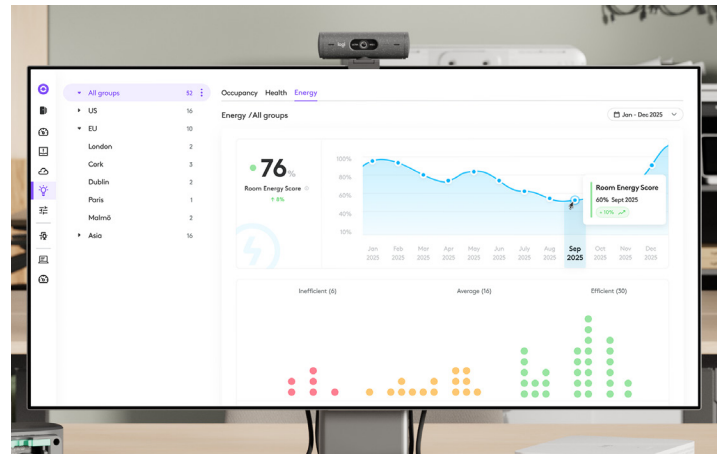 logi
Occupancy Health Energy
All groups 52
US 16
EU 10
London 2
Cork 3
Dublin 2
Paris 1
Malmö 2
Asia 16
Energy /All groups
Jan - Dec 2025
76%
Room Energy Score
↑ 8%
100%
80%
60%
40%
10%
Room Energy Score
60% Sept 2025
+10%
Jan 2025
Feb 2025
Mar 2025
Apr 2025
May 2025
Jun 2025
July 2025
Aug 2025
Sep 2025
Oct 2025
Nov 2025
Dec 2025
Inefficient (6)
Average (16)
Efficient (30)